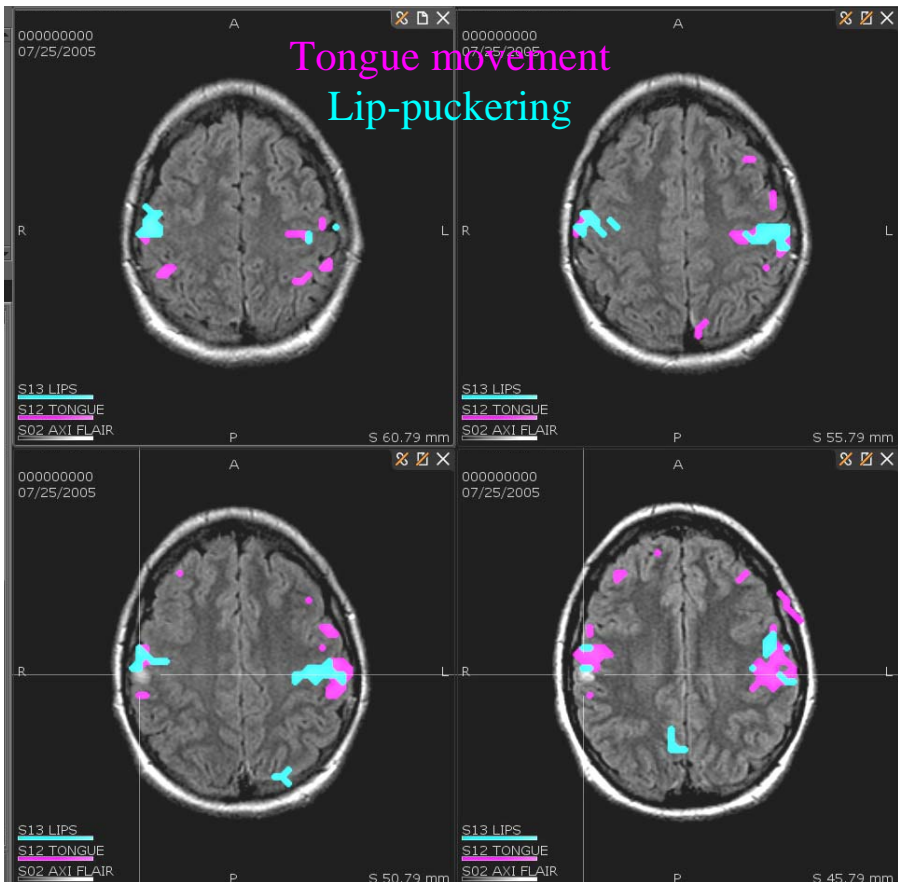 Tongue movement
Lip-puckering
A
000000000
07/25/2005
R
L
S13 LIPS
S12 TONGUE
S02 AXI FLAIR
P
S 60.79 mm
A
000000000
07/25/2005
R
L
S13 LIPS
S12 TONGUE
S02 AXI FLAIR
P
S 55.79 mm
A
000000000
07/25/2005
R
L
S13 LIPS
S12 TONGUE
S02 AXI FLAIR
P
S 50.79 mm
A
000000000
07/25/2005
R
L
S13 LIPS
S12 TONGUE
S02 AXI FLAIR
P
S 45.79 mm